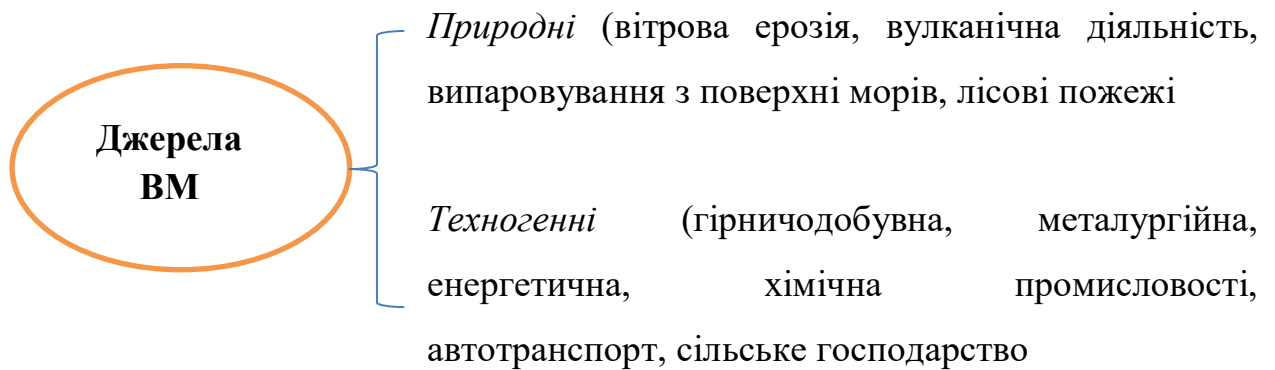 Джерела
ВМ
Природні (вітрова ерозія, вулканічна діяльність,
випаровування з поверхні морів, лісові пожежі
Техногенні (гірничодобувна, металургійна,
енергетична, хімічна промисловості,
автотранспорт, сільське господарство